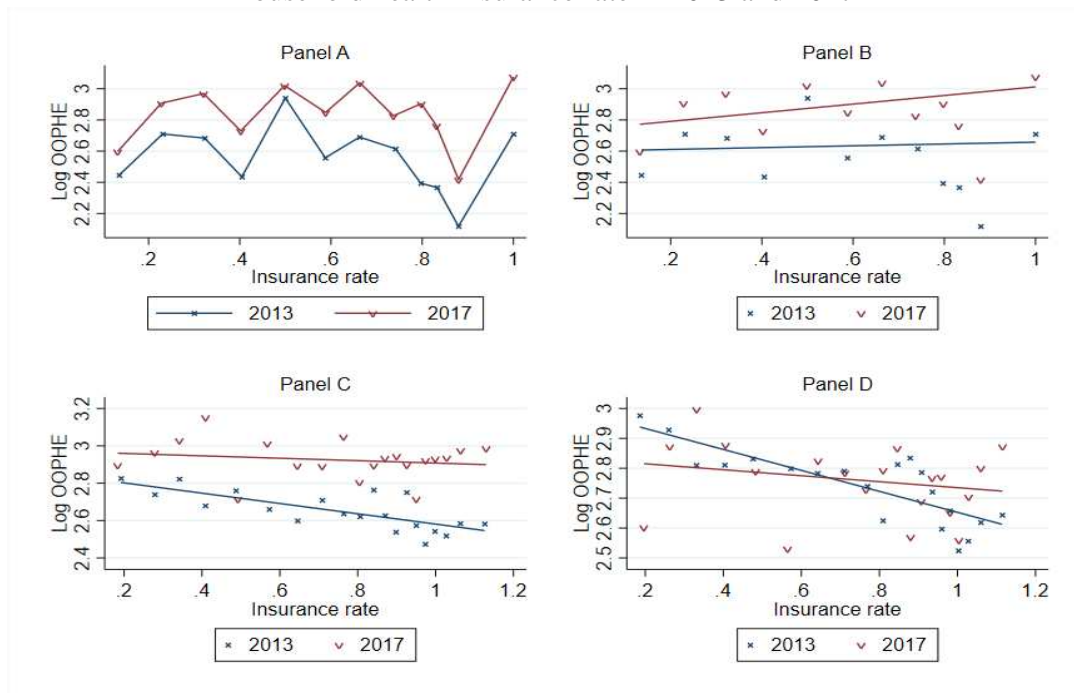 Panel A
Log OOPHE
3
2.8
2.6
2.4
2.2
.2 .4 .6 .8 1
Insurance rate
2013 2017
Panel B
Log OOPHE
3
2.8
2.6
2.4
2.2
.2 .4 .6 .8 1
Insurance rate
2013 2017
Panel C
Log OOPHE
3.2
3
2.8
2.6
2.4
.2 .4 .6 .8 1 1.2
Insurance rate
2013 2017
Panel D
Log OOPHE
3
2.9
2.8
2.7
2.6
2.5
.2 .4 .6 .8 1 1.2
Insurance rate
2013 2017